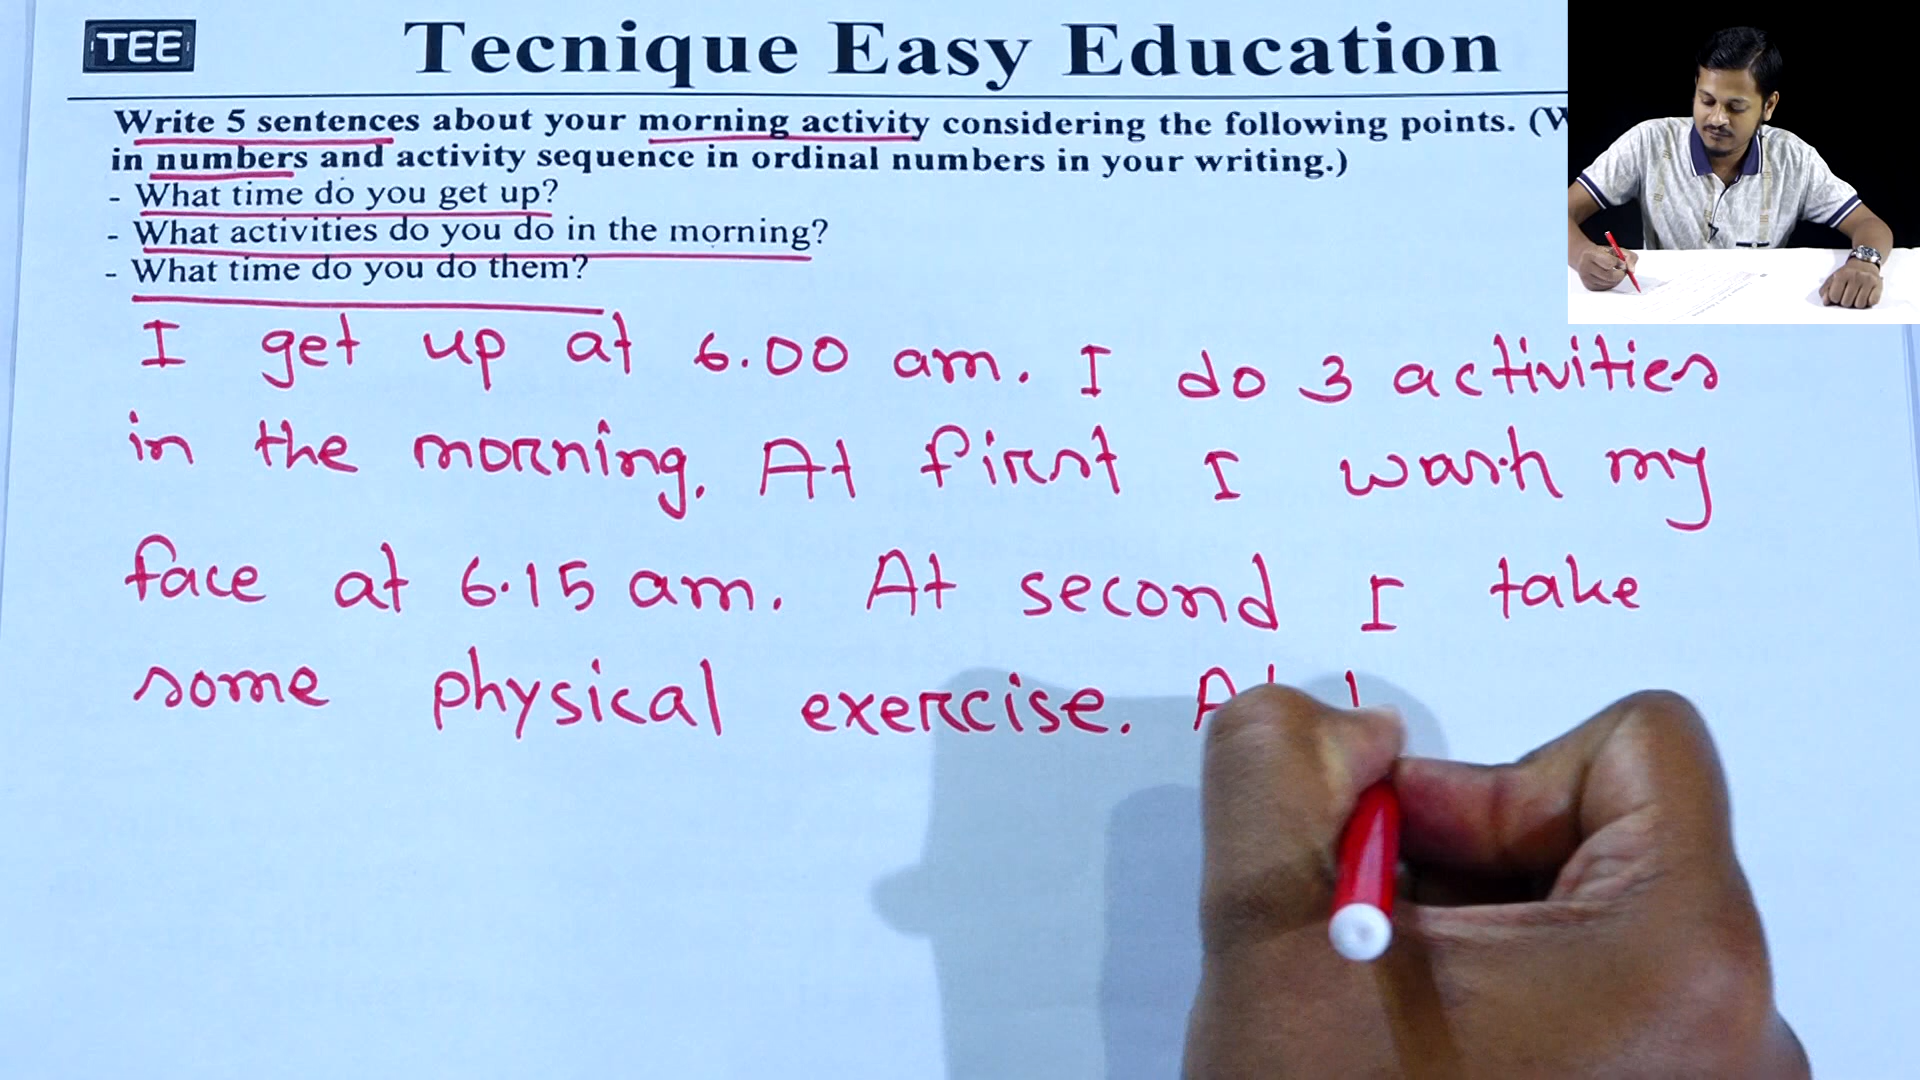 TEE
Tecnique Easy Education
Write 5 sentences about your morning activity considering the following points. (W
in numbers and activity sequence in ordinal numbers in your writing.)
- What time do you get up?
- What activities do you do in the morning?
- What time do you do them?
I get up at 6.00 am. I do 3 activities
in the morning. At first I wash my
face at 6.15 am. At second I take
some physical exercise.